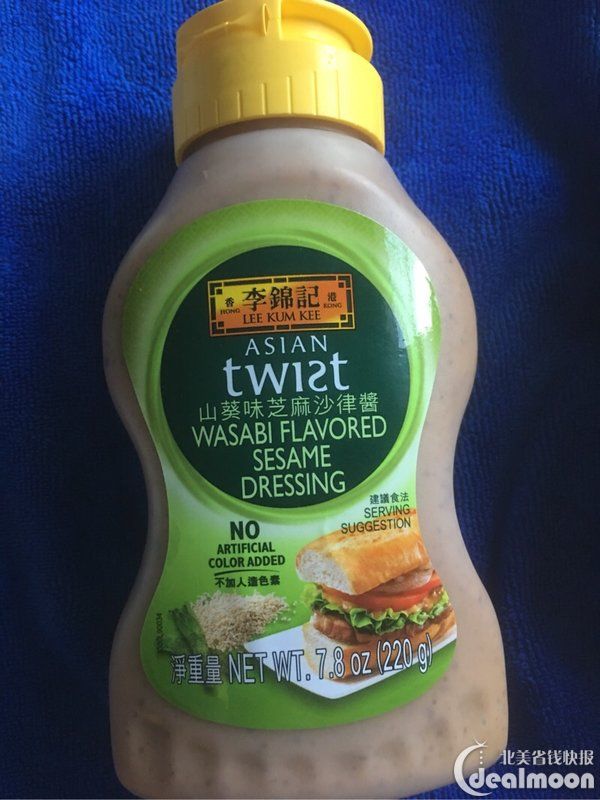 香港 李錦記
HONG KONG
LEE KUM KEE
ASIAN
twist
山葵味芝麻沙律醬
WASABI FLAVORED
SESAME
DRESSING
建議食法
SERVING
SUGGESTION
NO
ARTIFICIAL
COLOR ADDED
不加人造色素
淨重量 NET WT. 7.8 oz (220 g)
北美省钱快报
dealmoon